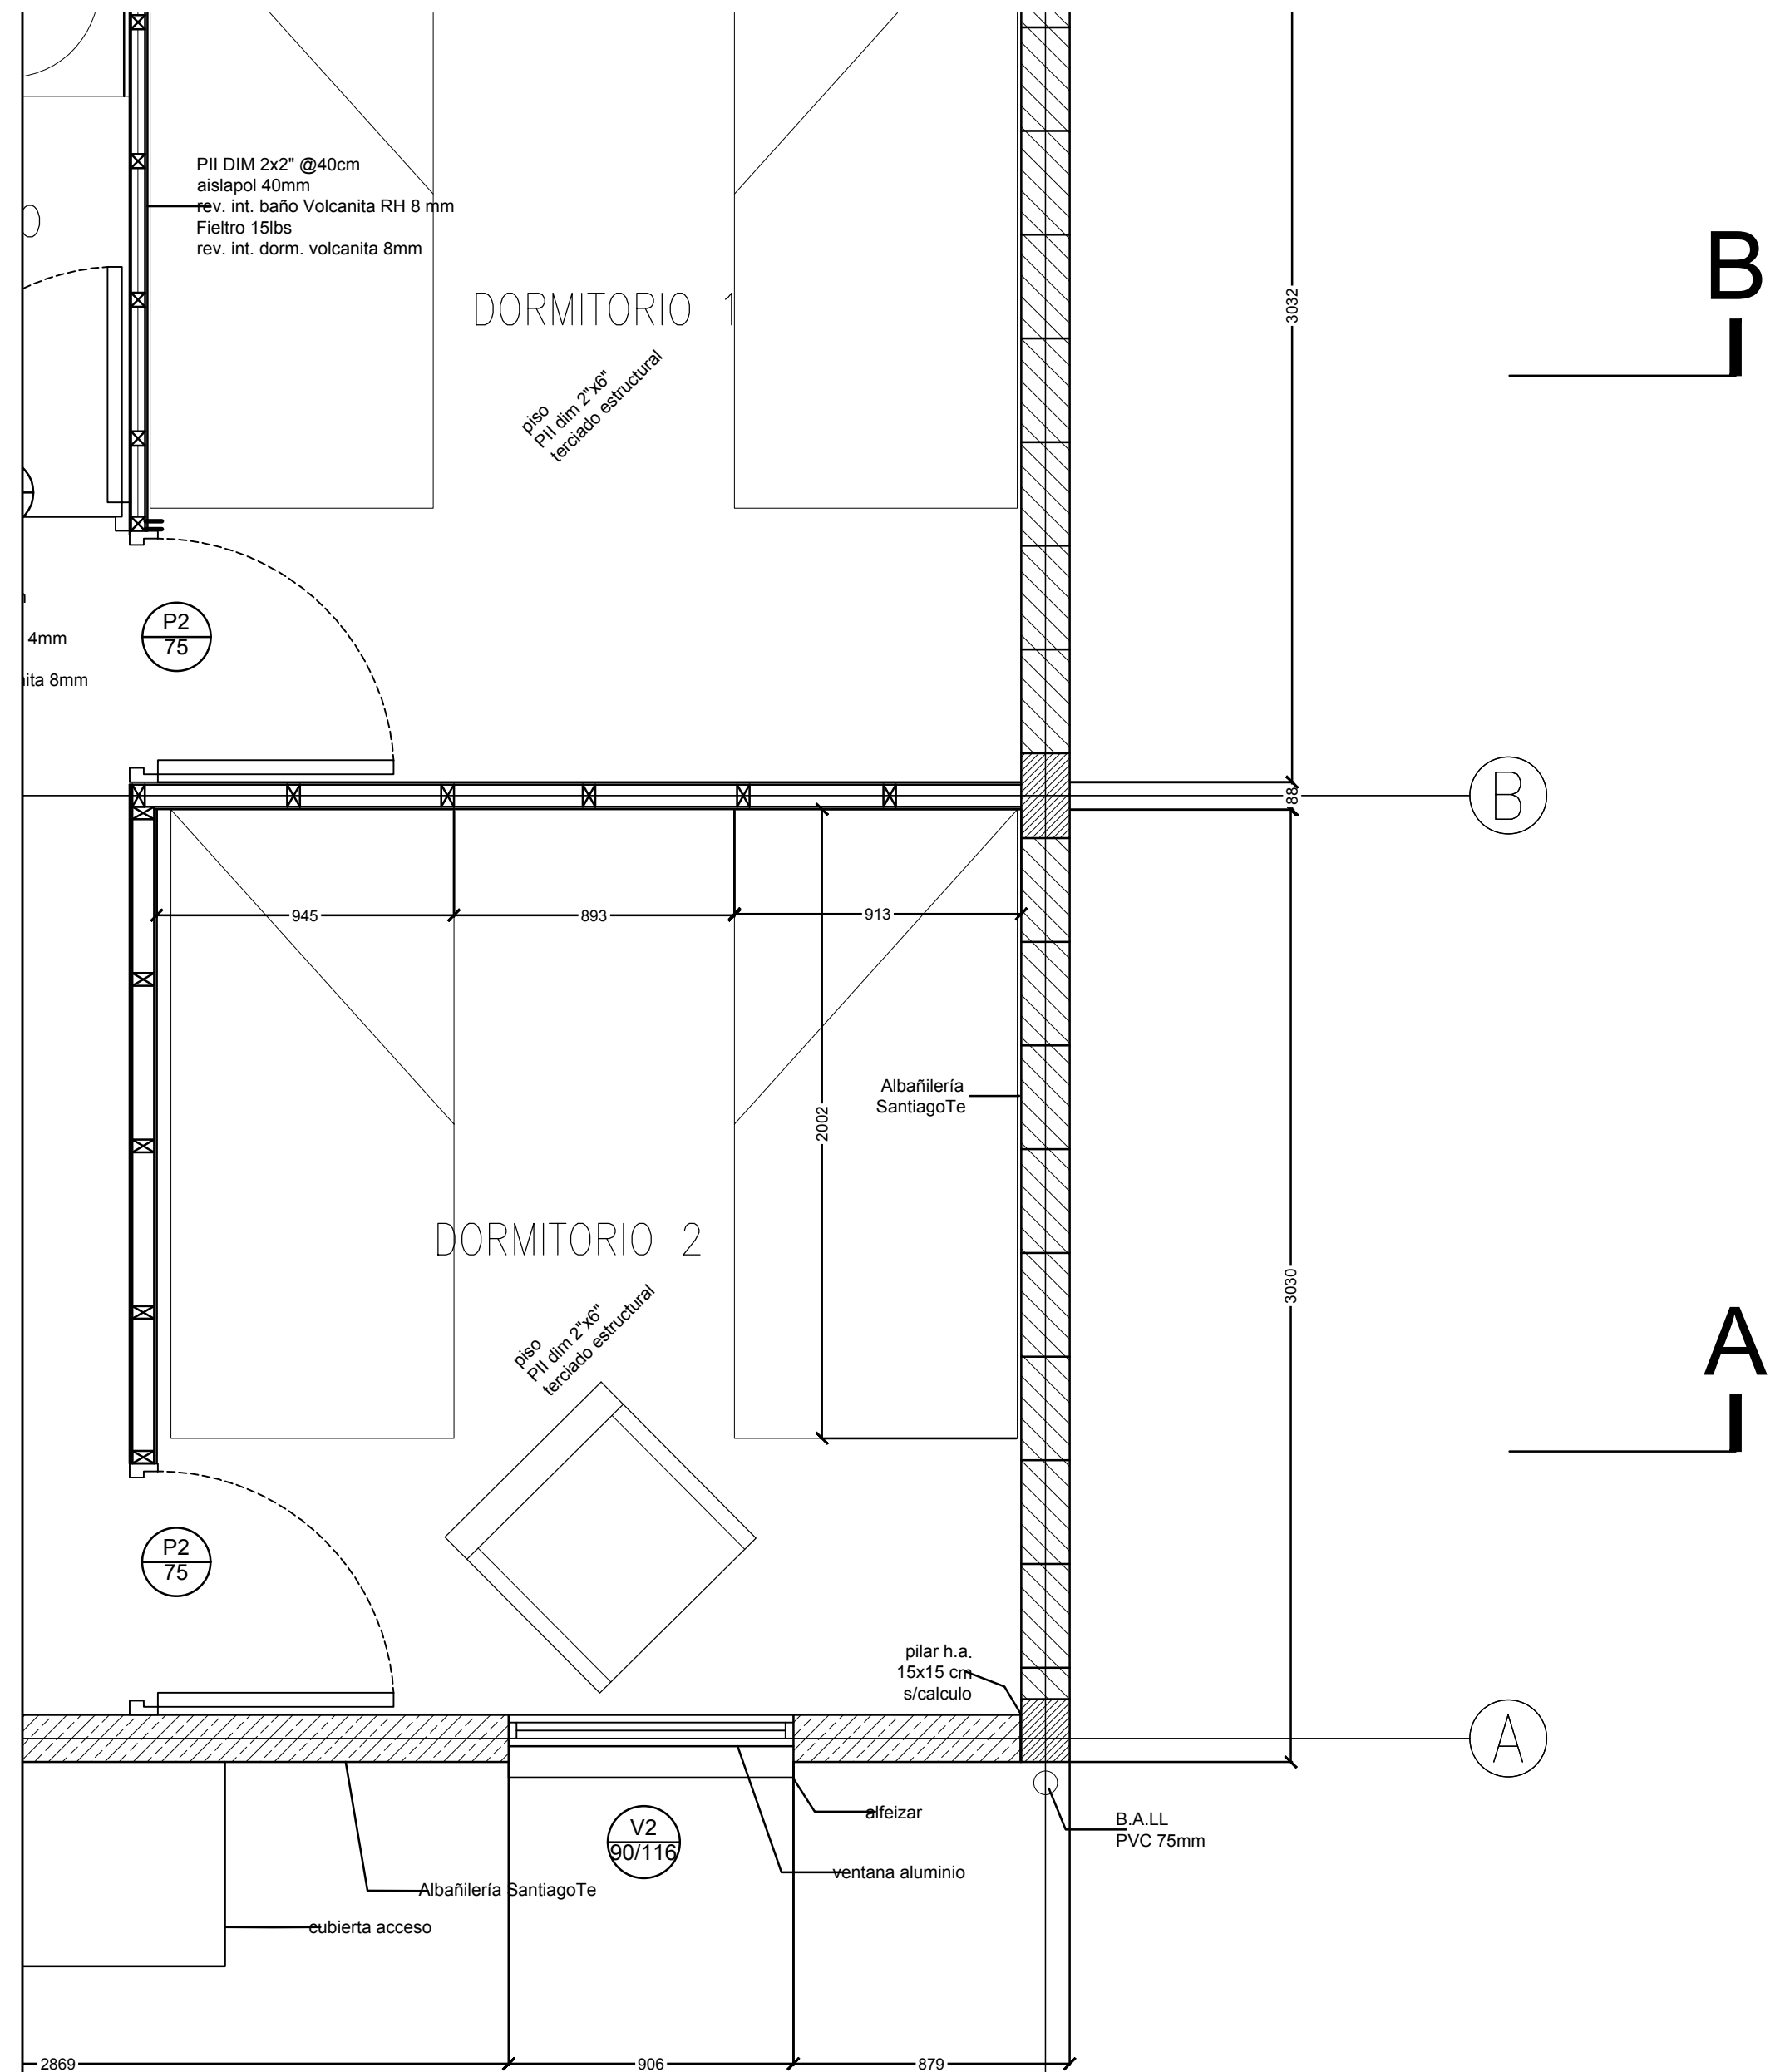 PII DIM 2x2" @40cm
aislapol 40mm
rev. int. baño Volcanita RH 8 mm
Fieltro 15lbs
rev. int. dorm. volcanita 8mm
B
DORMITORIO 1
3032
piso
PII dim 2"x6"
terciado estructural
P2
75
4mm
8mm
88
B
945
893
913
Albañilería
SantiagoTe
2002
DORMITORIO 2
3030
piso
PII dim 2"x6"
terciado estructural
A
P2
75
pilar h.a.
15x15 cm
s/calculo
A
alfeizar
V2
90/116
B.A.LL
PVC 75mm
ventana aluminio
Albañilería SantiagoTe
cubierta acceso
2869
906
879